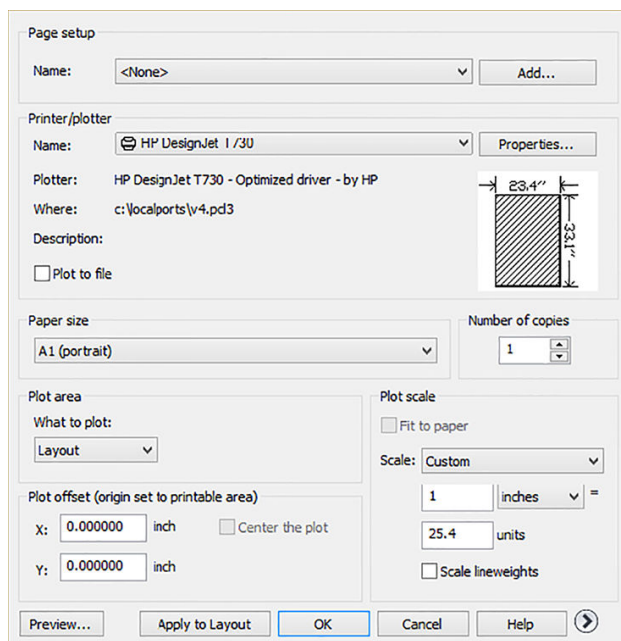 Page setup
Name: <None> Add...
Printer/plotter
Name: HP DesignJet T730 Properties...
Plotter: HP DesignJet T730 - Optimized driver - by HP
Where: c:\localports\v4.pcl3
Description:
Plot to file
23.4"
33.1"
Paper size
A1 (portrait)
Number of copies
1
Plot area
What to plot:
Layout
Plot scale
Fit to paper
Scale: Custom
1 inches =
25.4 units
Scale lineweights
Plot offset (origin set to printable area)
X: 0.000000 inch Center the plot
Y: 0.000000 inch
Preview... Apply to Layout OK Cancel Help